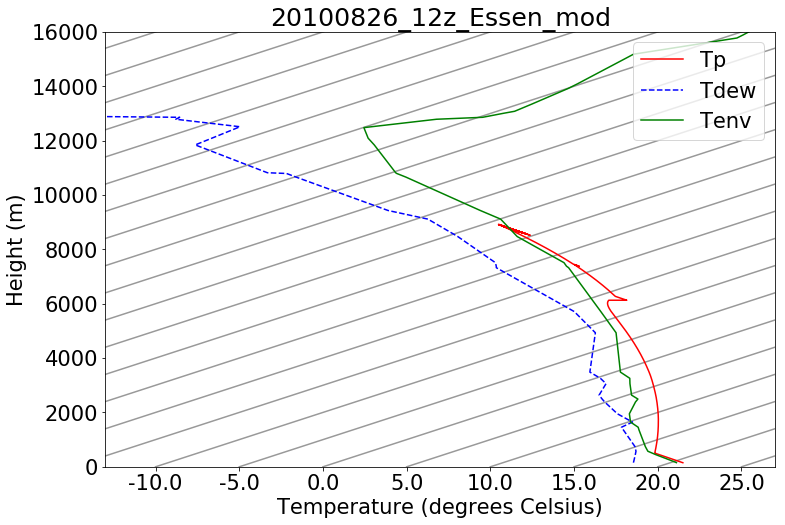 20100826_12z_Essen_mod
16000
14000
12000
10000
8000
6000
4000
2000
0
Height (m)
Tp
Tdew
Tenv
-10.0 -5.0 0.0 5.0 10.0 15.0 20.0 25.0
Temperature (degrees Celsius)